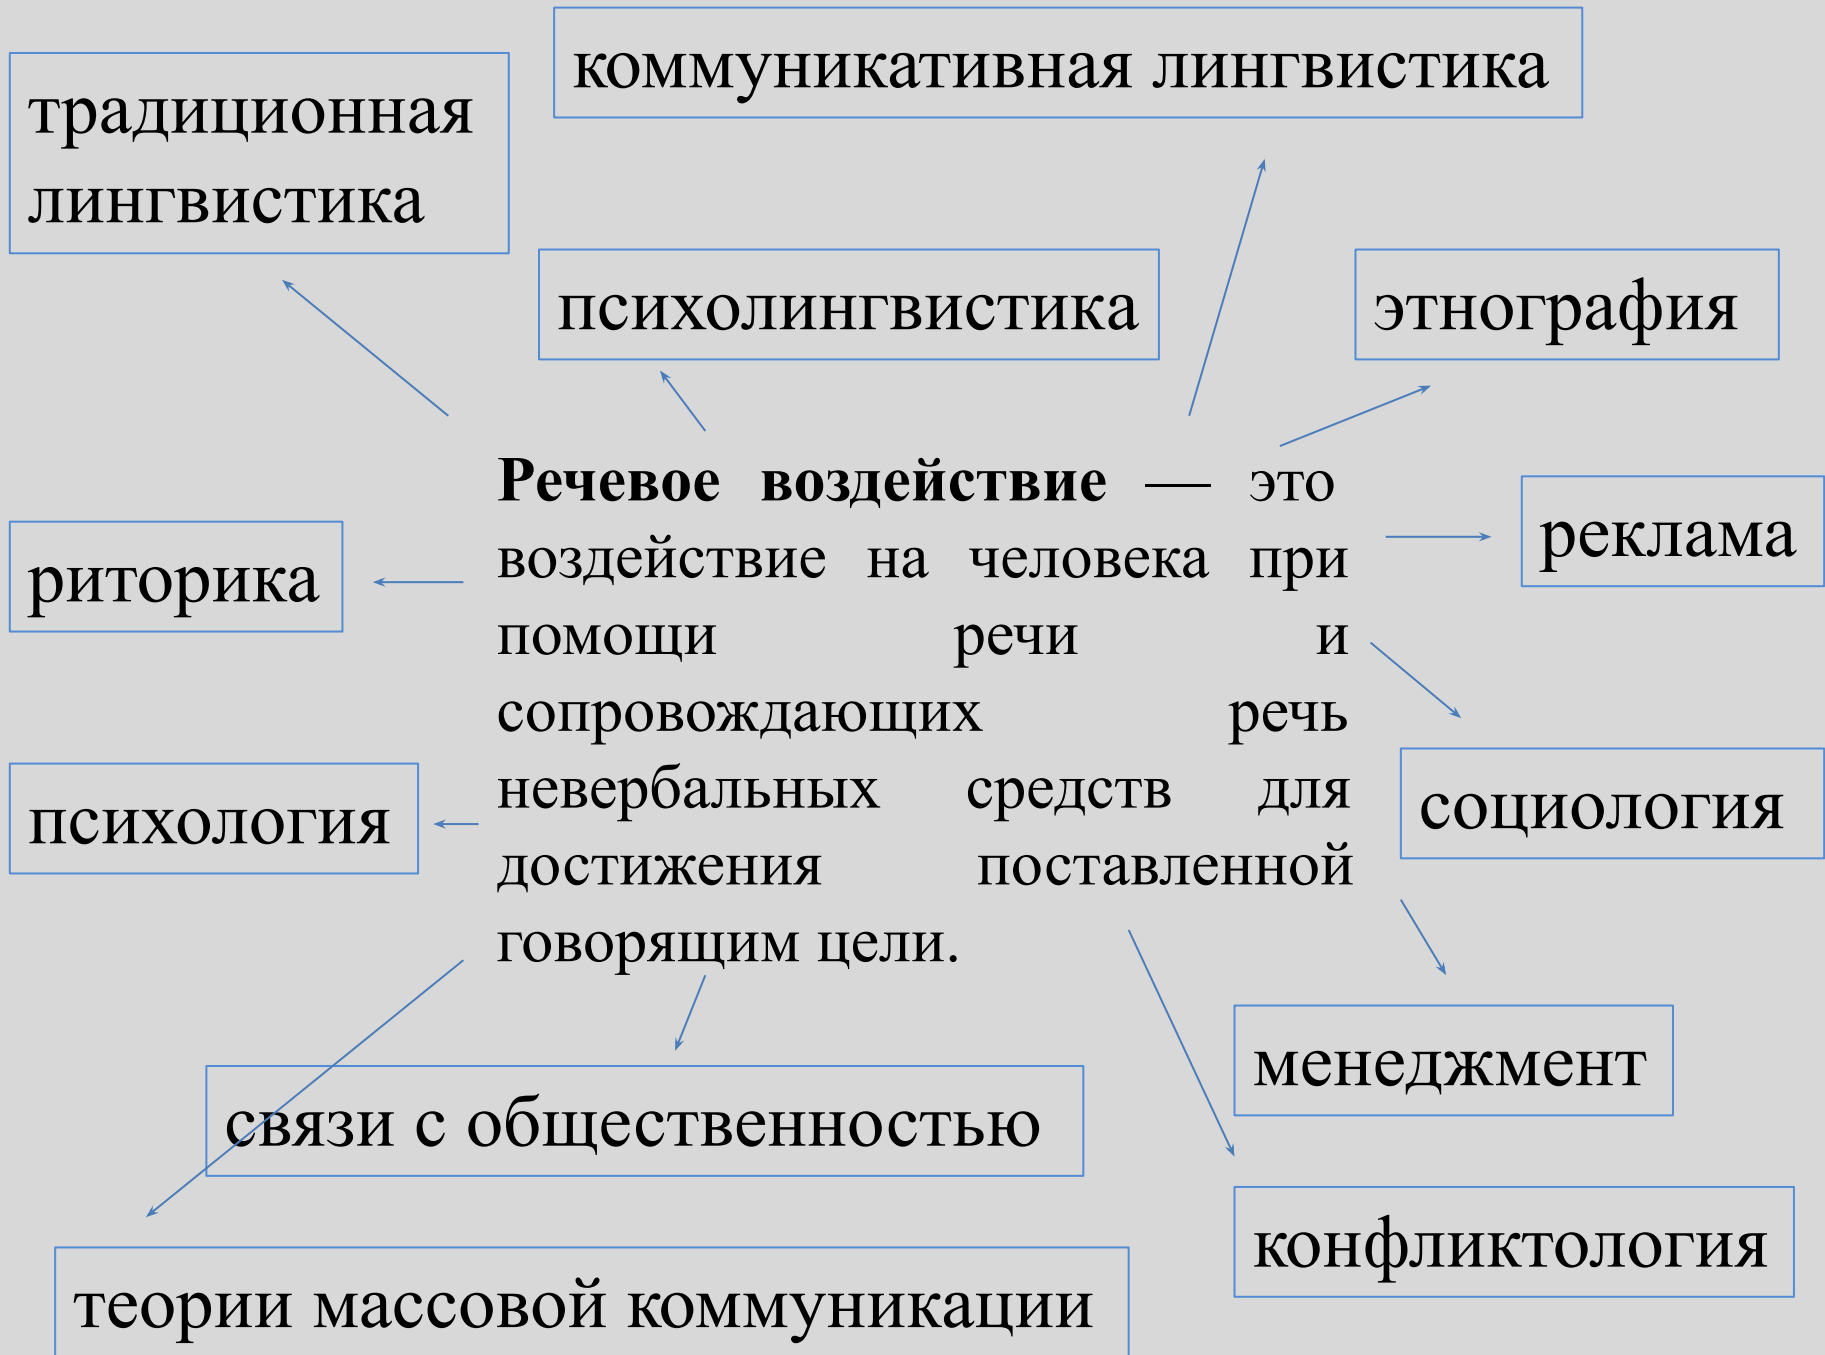 коммуникативная лингвистика
традиционная
лингвистика
психолингвистика
этнография
Речевое воздействие — это
воздействие на человека при
помощи речи и
сопровождающих речь
невербальных средств для
достижения поставленной
говорящим цели.
реклама
риторика
социология
психология
менеджмент
связи с общественностью
конфликтология
теории массовой коммуникации